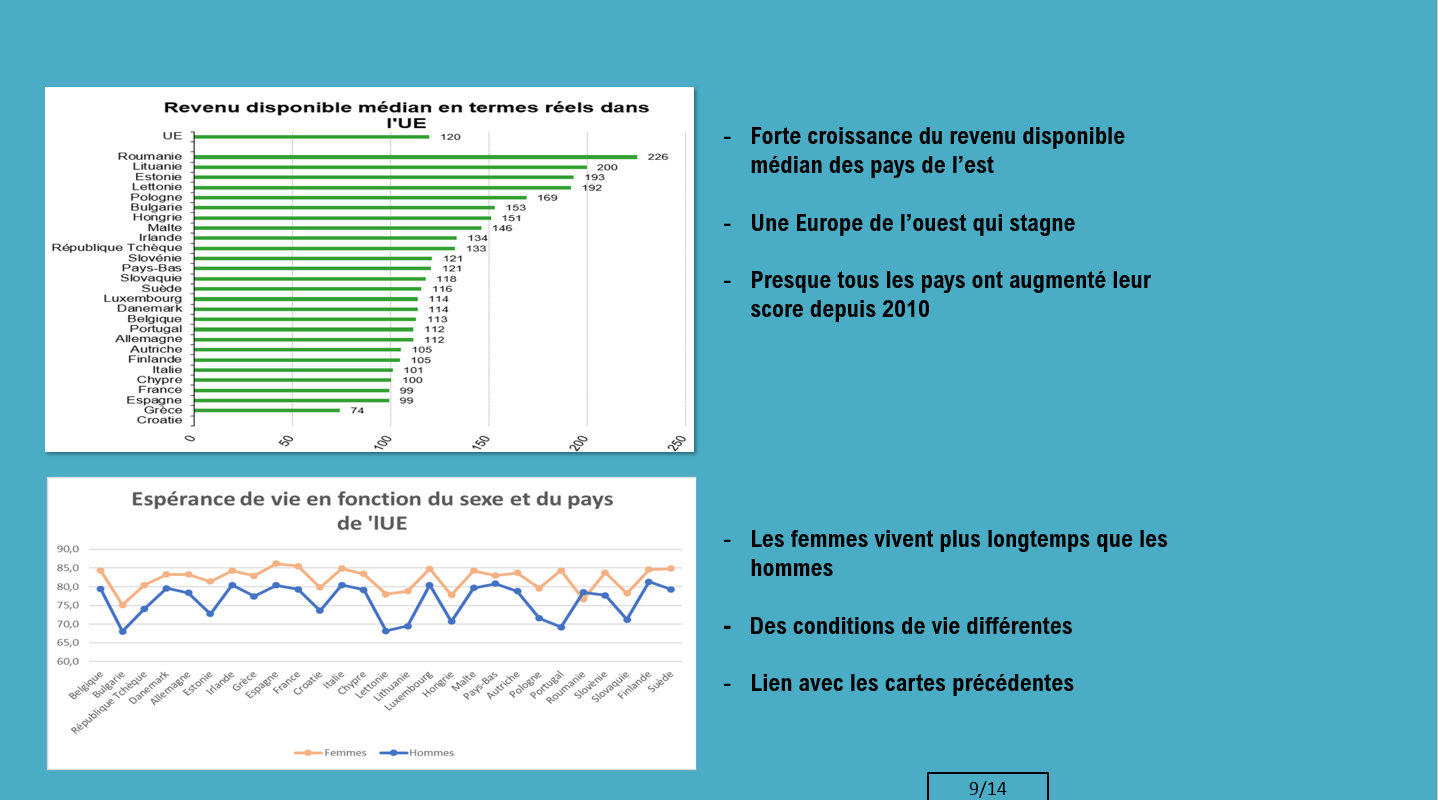 Revenu disponible médian en termes réels dans
l'UE
UE 120
Roumanie 226
Lituanie 200
Estonie 193
Lettonie 192
Pologne 169
Bulgarie 153
Hongrie 151
Malte 146
Irlande 134
République Tchèque 133
Slovénie 121
Pays-Bas 121
Slovaquie 118
Suède 116
Luxembourg 114
Danemark 114
Belgique 113
Portugal 112
Allemagne 112
Autriche 105
Finlande 105
Italie 101
Chypre 100
France 99
Espagne 99
Grèce 74
Croatie
0 50 100 150 200 250
- Forte croissance du revenu disponible
médian des pays de l’est
- Une Europe de l’ouest qui stagne
- Presque tous les pays ont augmenté leur
score depuis 2010
Espérance de vie en fonction du sexe et du pays
de 'lUE
90,0
85,0
80,0
75,0
70,0
65,0
60,0
Belgique Bulgarie République Tchèque Danemark Allemagne Estonie Irlande Grèce Espagne France Croatie Italie Chypre Lettonie Lithuanie Luxembourg Hongrie Malte Pays-Bas Autriche Pologne Portugal Roumanie Slovénie Slovaquie Finlande Suède
Femmes Hommes
- Les femmes vivent plus longtemps que les
hommes
- Des conditions de vie différentes
- Lien avec les cartes précédentes
9/14